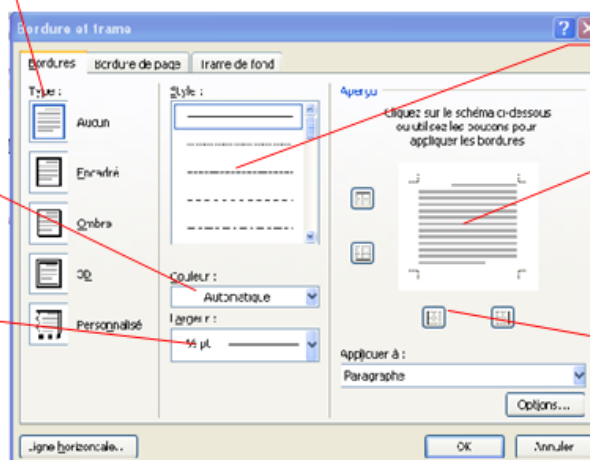 Bordure et trame
Bordures
Bordure de page
Trame de fond
Type :
Aucun
Encadré
Ombre
3D
Personnalisé
Style :
Couleur :
Automatique
Largeur :
½ pt
Aperçu
Cliquez sur le schéma ci-dessous
ou utilisez les boutons pour
appliquer les bordures
Appliquer à :
Paragraphe
Options...
Ligne horizontale...
OK
Annuler